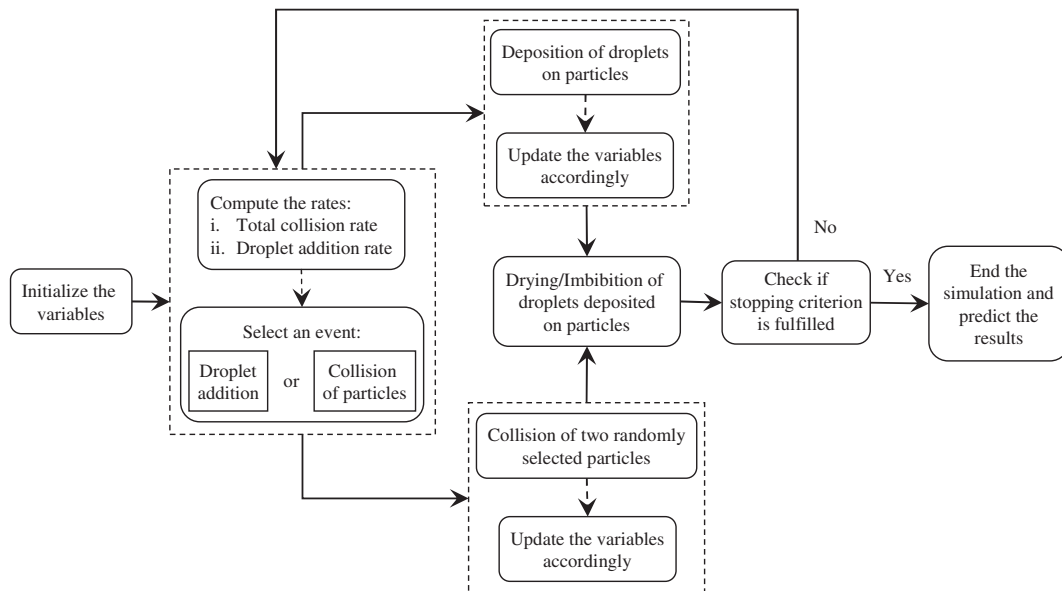 Initialize the
variables
Compute the rates:
i. Total collision rate
ii. Droplet addition rate
Select an event:
Droplet
addition
or
Collision
of particles
Deposition of droplets
on particles
Update the variables
accordingly
Collision of two randomly
selected particles
Update the variables
accordingly
Drying/Imbibition of
droplets deposited
on particles
Check if
stopping criterion
is fulfilled
No
Yes
End the
simulation and
predict the
results